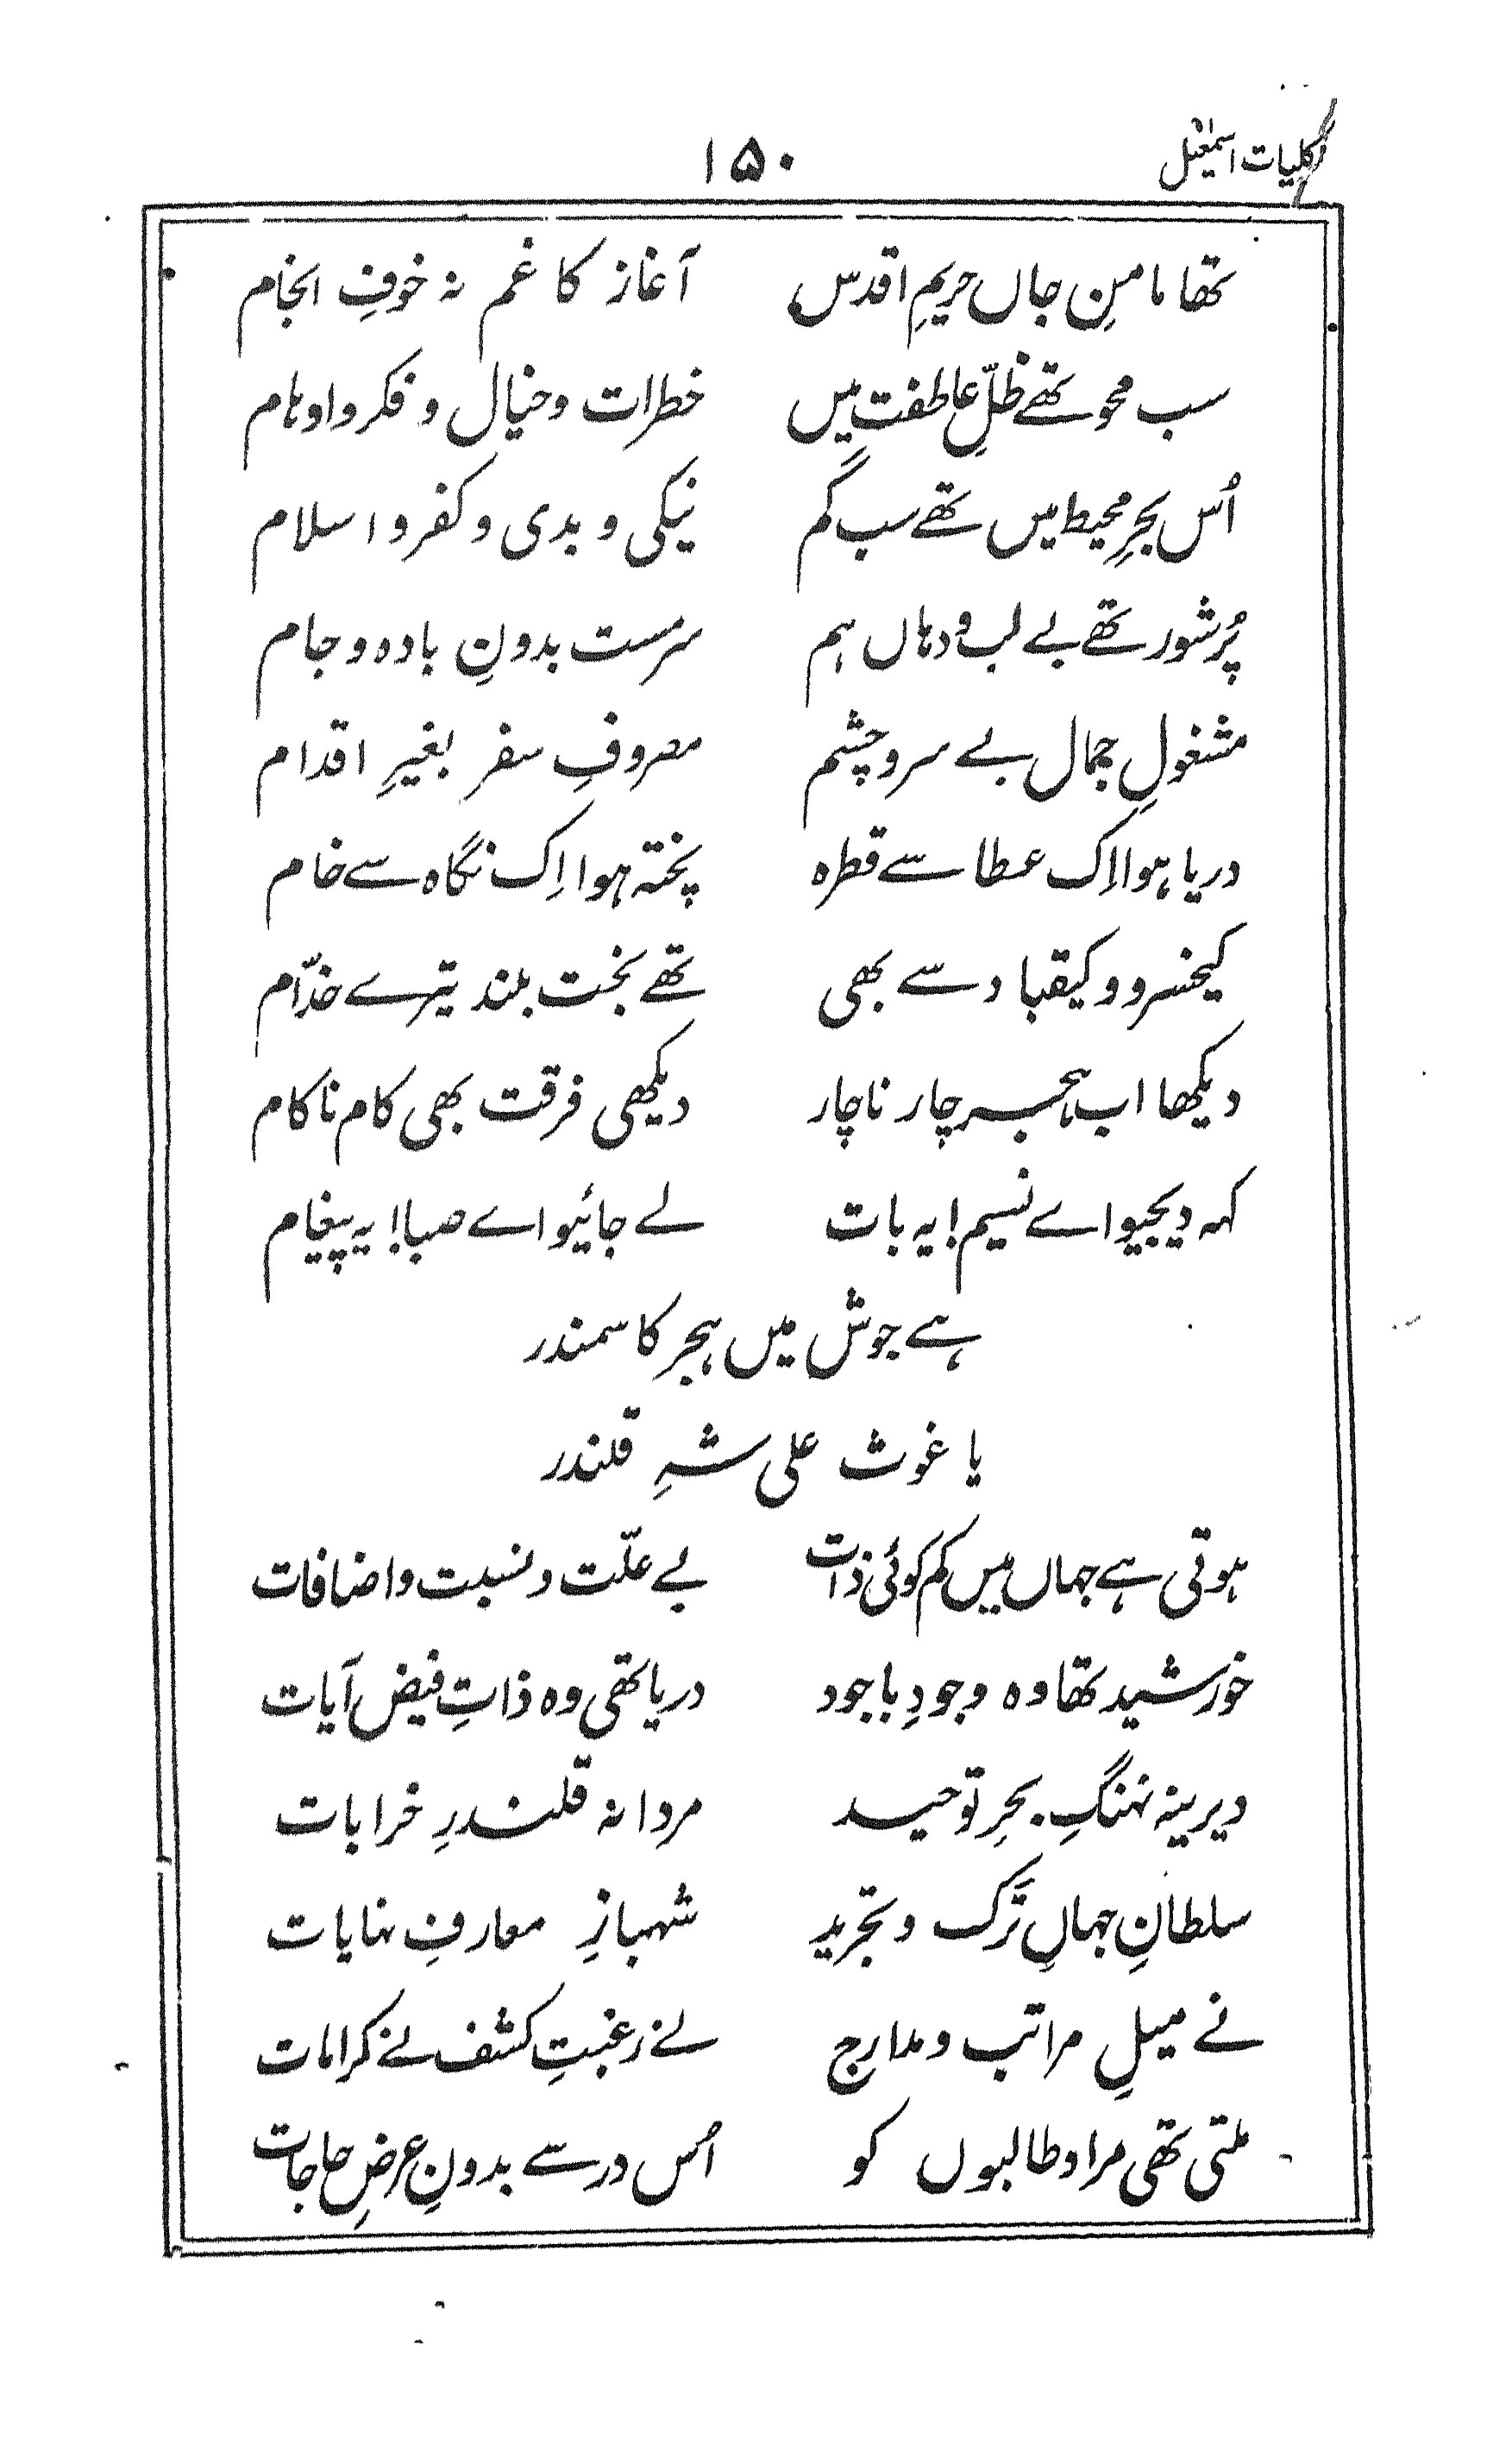 کلیات اسمٰعیل ۱۵۰
تھا مامنِ جاں حریمِ اقدس آغاز کا غم نہ خوفِ انجام
سب محو تھے ظلِّ عاطفت میں خطرات و خیال و فکر و اوہام
اُس بحرِ محیط میں تھے سب گم نیکی و بدی و کفر و اسلام
پُر شور تھے بے لب و دہاں ہم سرمست بدونِ بادہ و جام
مشغولِ جمال بے سر و چشم مصروفِ سفر بغیرِ اقدام
دریا ہوا اِک عطا سے قطرہ پختہ ہوا اِک نگاہ سے خام
کیخسرو و کیقباد سے بھی تھے بخت بلند تیرے خدّام
دیکھا اب ہجر چار ناچار دیکھی فرقت بھی کام ناکام
کہہ دیجیو اے نسیم! یہ بات لے جائیو اے صبا! یہ پیغام
ہے جوش میں ہجر کا سمندر
یا غوث علی شہِ قلندر
ہوتی ہے جہاں میں کم کوئی ذات بے علّت و نسبت و اضافات
خورشید تھا وہ وجودِ باجود دریا تھی وہ ذاتِ فیض آیات
دیرینہ نہنگِ بحرِ توحید مردانہ قلندرِ خرابات
سلطانِ جہانِ تَرک و تجرید شہبازِ معارفِ نہایات
نے میلِ مراتب و مدارج نے رغبتِ کشف نے کرامات
ملتی تھی مراد طالبوں کو اُس در سے بدونِ عرضِ حاجات